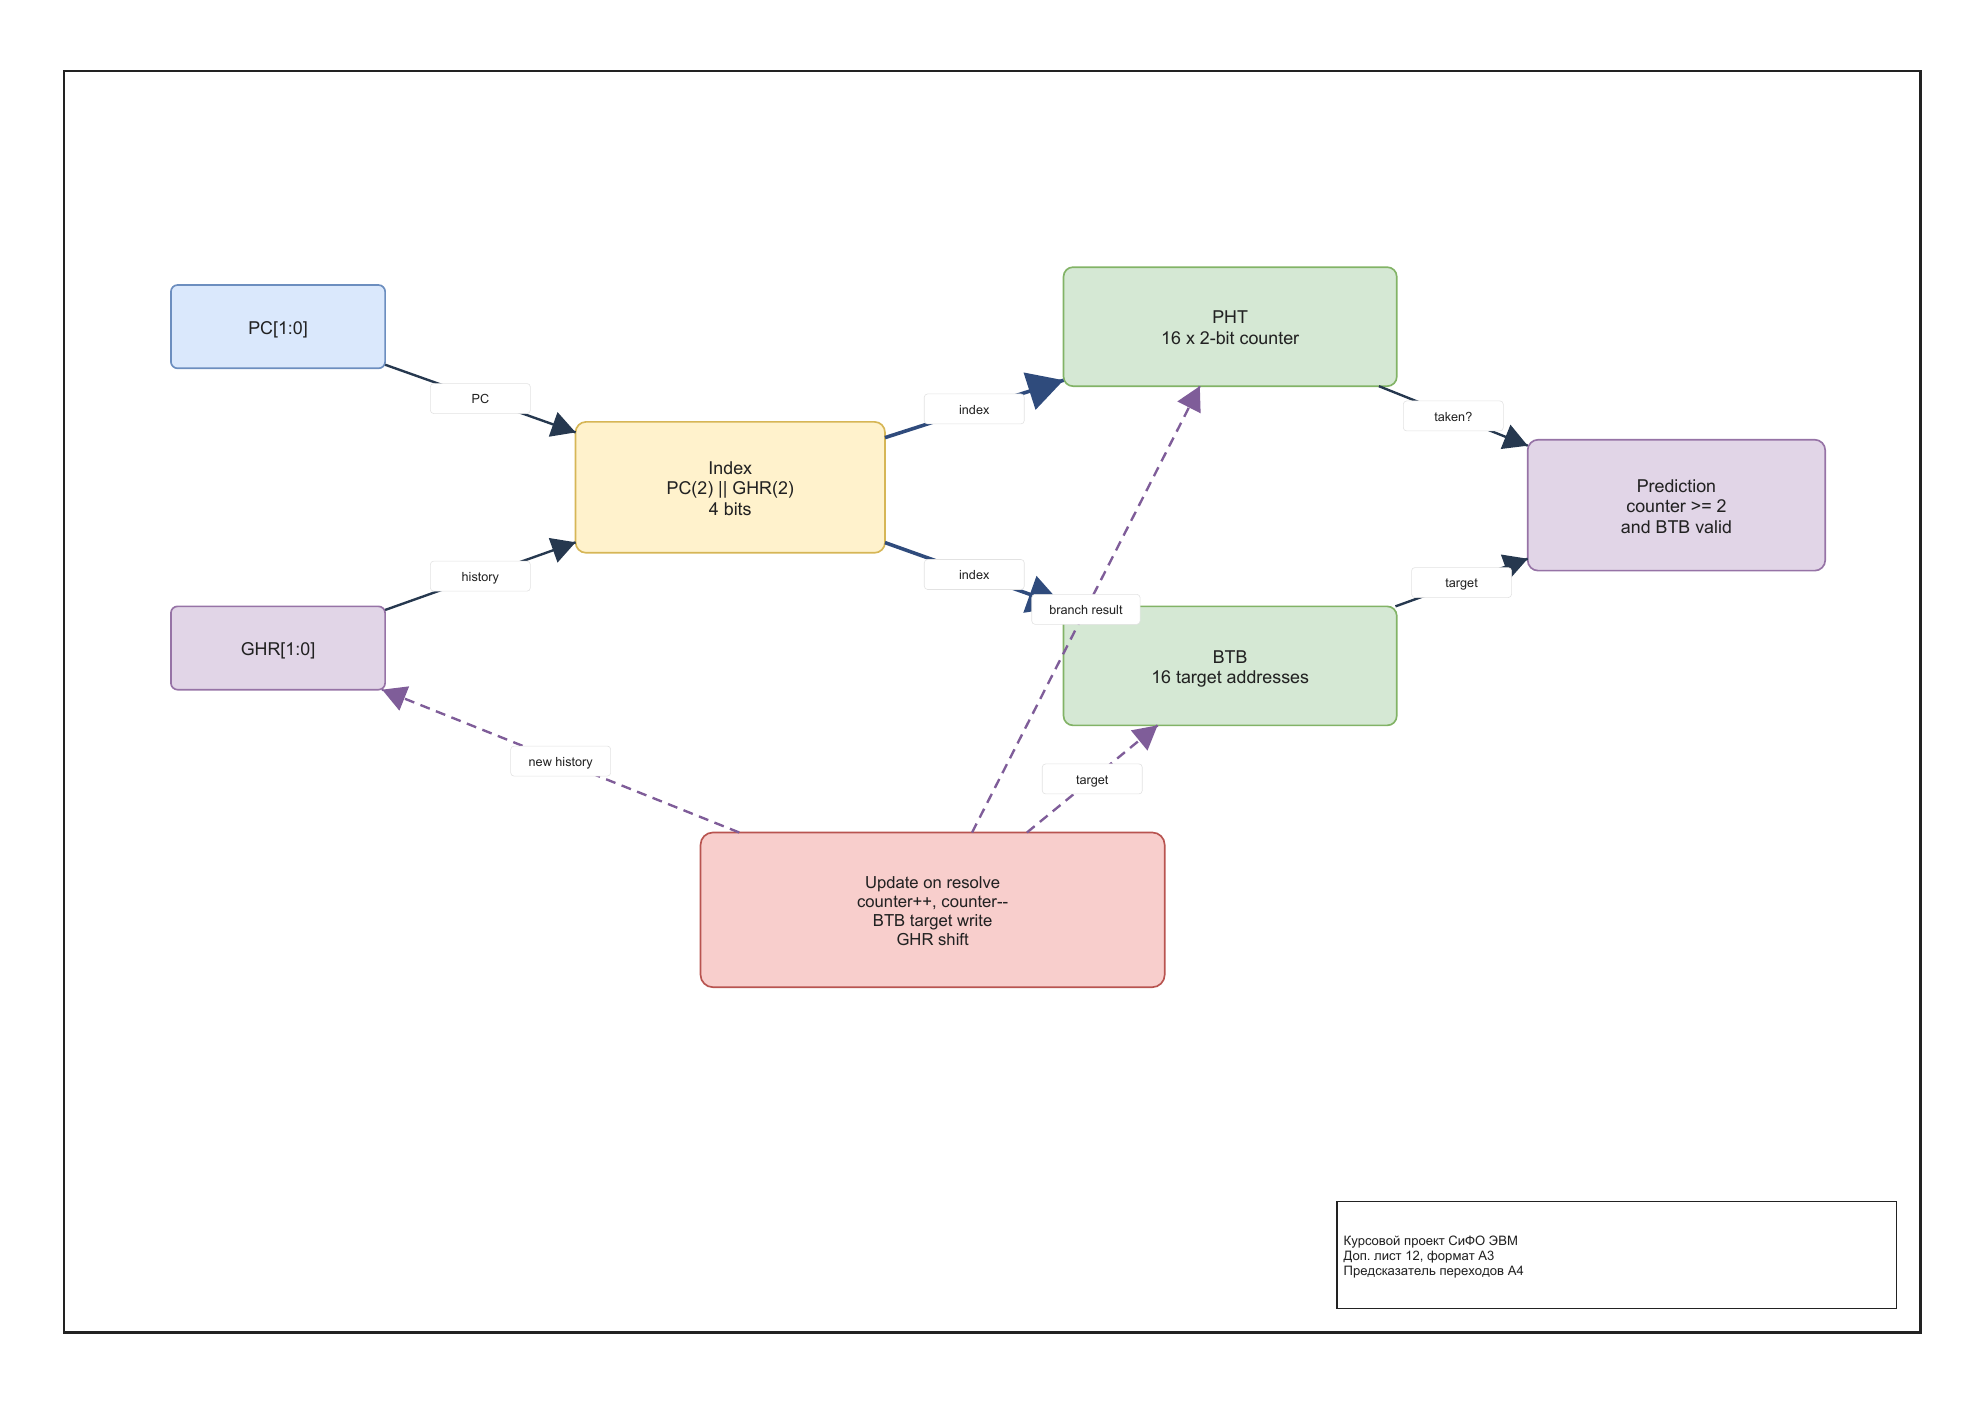 PC[1:0]
PC
GHR[1:0]
history
Index
PC(2) || GHR(2)
4 bits
index
index
PHT
16 x 2-bit counter
branch result
BTB
16 target addresses
taken?
target
Prediction
counter >= 2
and BTB valid
new history
target
Update on resolve
counter++, counter--
BTB target write
GHR shift
Курсовой проект СиФО ЭВМ
Доп. лист 12, формат А3
Предсказатель переходов А4